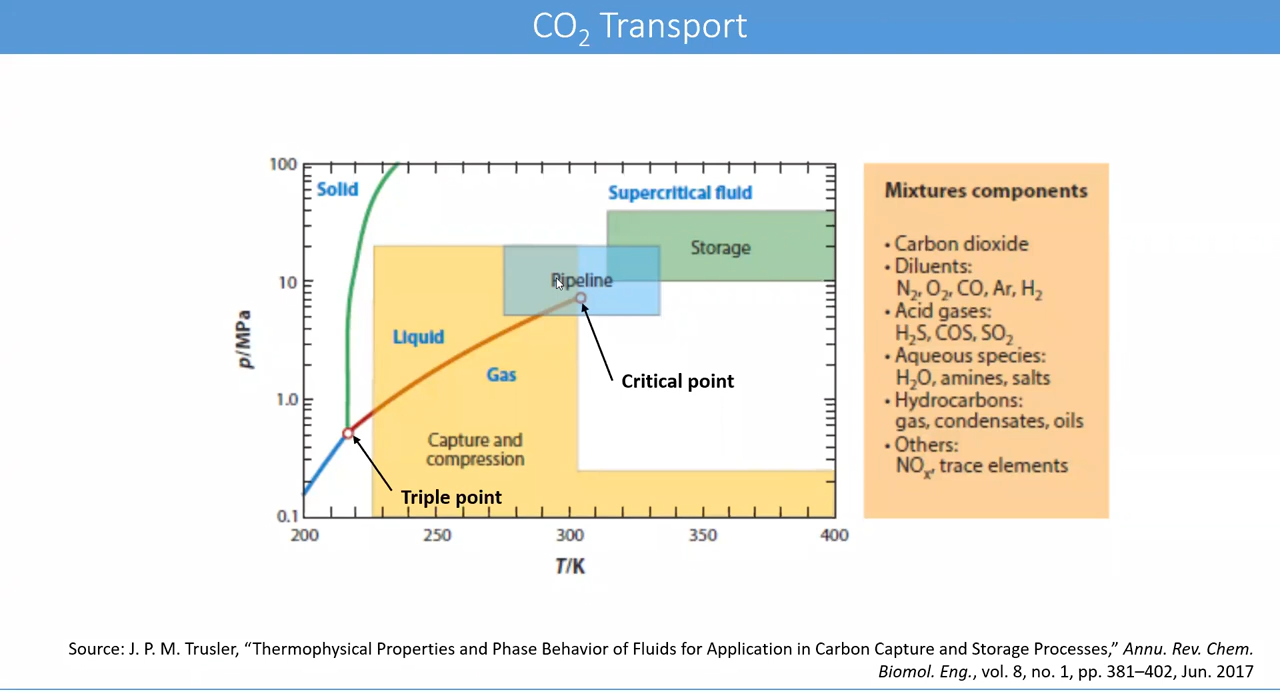 CO₂ Transport
100
10
1.0
0.1
p/MPa
200
250
300
350
400
T/K
Solid
Supercritical fluid
Storage
Pipeline
Liquid
Gas
Critical point
Capture and
compression
Triple point
Mixtures components
• Carbon dioxide
• Diluents:
N₂, O₂, CO, Ar, H₂
• Acid gases:
H₂S, COS, SO₂
• Aqueous species:
H₂O, amines, salts
• Hydrocarbons:
gas, condensates, oils
• Others:
NOₓ, trace elements
Source: J. P. M. Trusler, “Thermophysical Properties and Phase Behavior of Fluids for Application in Carbon Capture and Storage Processes,” Annu. Rev. Chem.
Biomol. Eng., vol. 8, no. 1, pp. 381–402, Jun. 2017